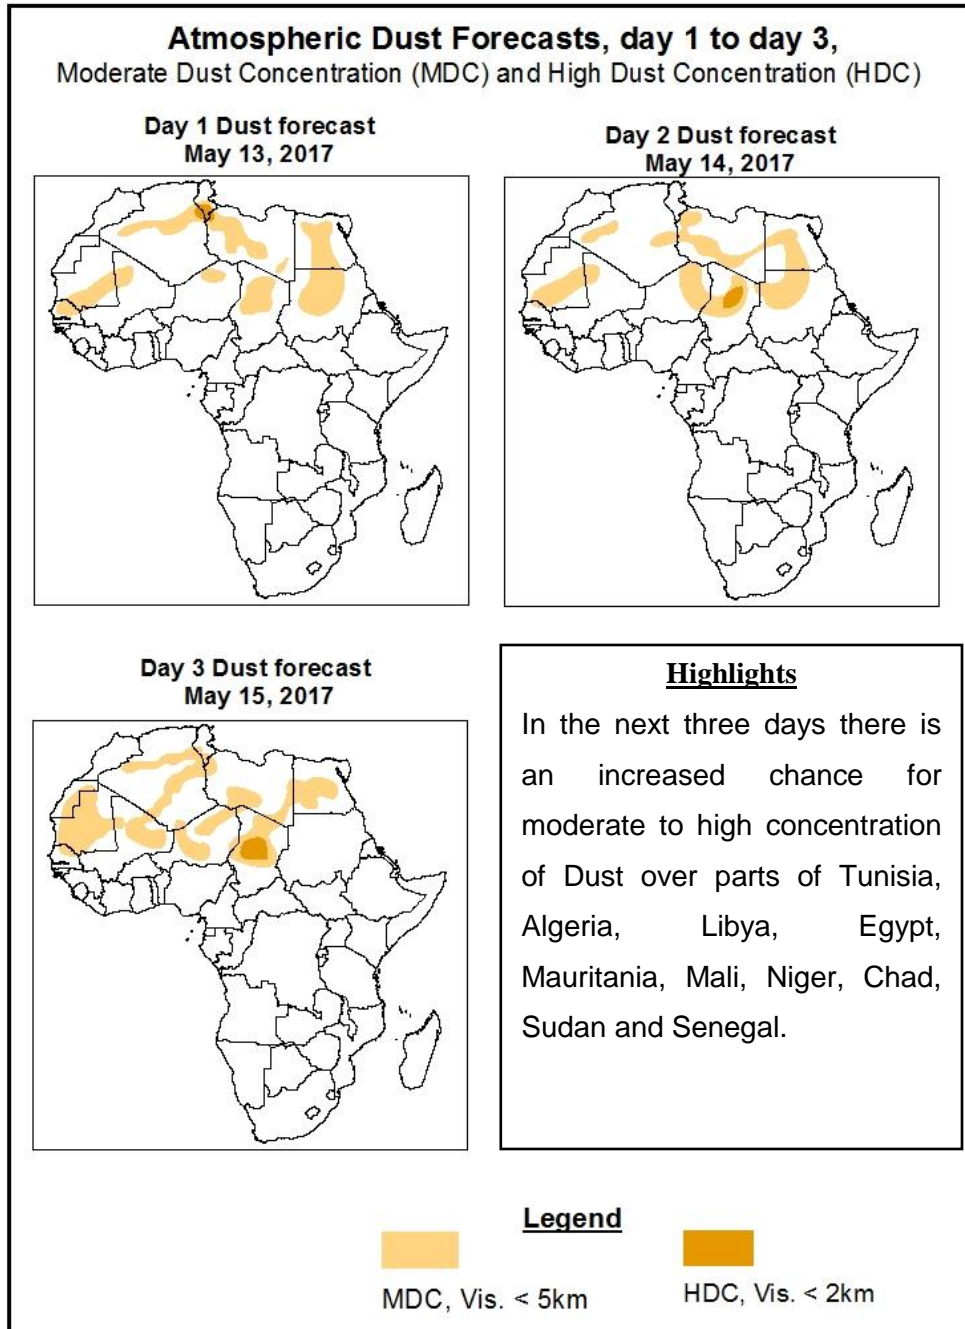 Atmospheric Dust Forecasts, day 1 to day 3,
Moderate Dust Concentration (MDC) and High Dust Concentration (HDC)
Day 1 Dust forecast
May 13, 2017
Day 2 Dust forecast
May 14, 2017
Day 3 Dust forecast
May 15, 2017
Highlights
In the next three days there is
an increased chance for
moderate to high concentration
of Dust over parts of Tunisia,
Algeria, Libya, Egypt,
Mauritania, Mali, Niger, Chad,
Sudan and Senegal.
Legend
MDC, Vis. < 5km
HDC, Vis. < 2km